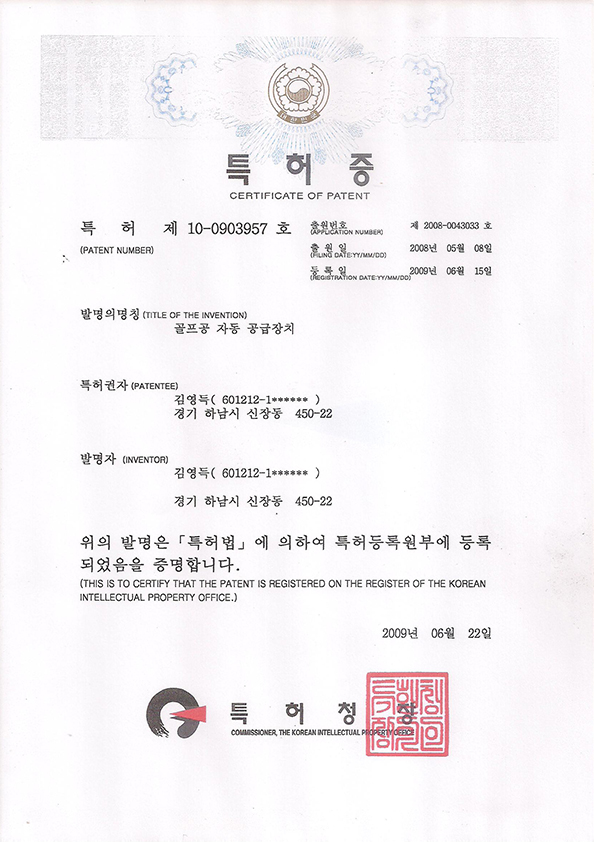 대한민국
특허증
CERTIFICATE OF PATENT
특 허 제 10-0903957 호
(PATENT NUMBER)
출원번호 제 2008-0043033 호
(APPLICATION NUMBER)
출 원 일 2008년 05월 08일
(FILING DATE:YY/MM/DD)
등 록 일 2009년 06월 15일
(REGISTRATION DATE:YY/MM/DD)
발명의명칭 (TITLE OF THE INVENTION)
골프공 자동 공급장치
특허권자 (PATENTEE)
김영득( 601212-1****** )
경기 하남시 신장동 450-22
발명자 (INVENTOR)
김영득( 601212-1****** )
경기 하남시 신장동 450-22
위의 발명은 「특허법」에 의하여 특허등록원부에 등록
되었음을 증명합니다.
(THIS IS TO CERTIFY THAT THE PATENT IS REGISTERED ON THE REGISTER OF THE KOREAN
INTELLECTUAL PROPERTY OFFICE.)
2009년 06월 22일
특 허 청 장
COMMISSIONER, THE KOREAN INTELLECTUAL PROPERTY OFFICE